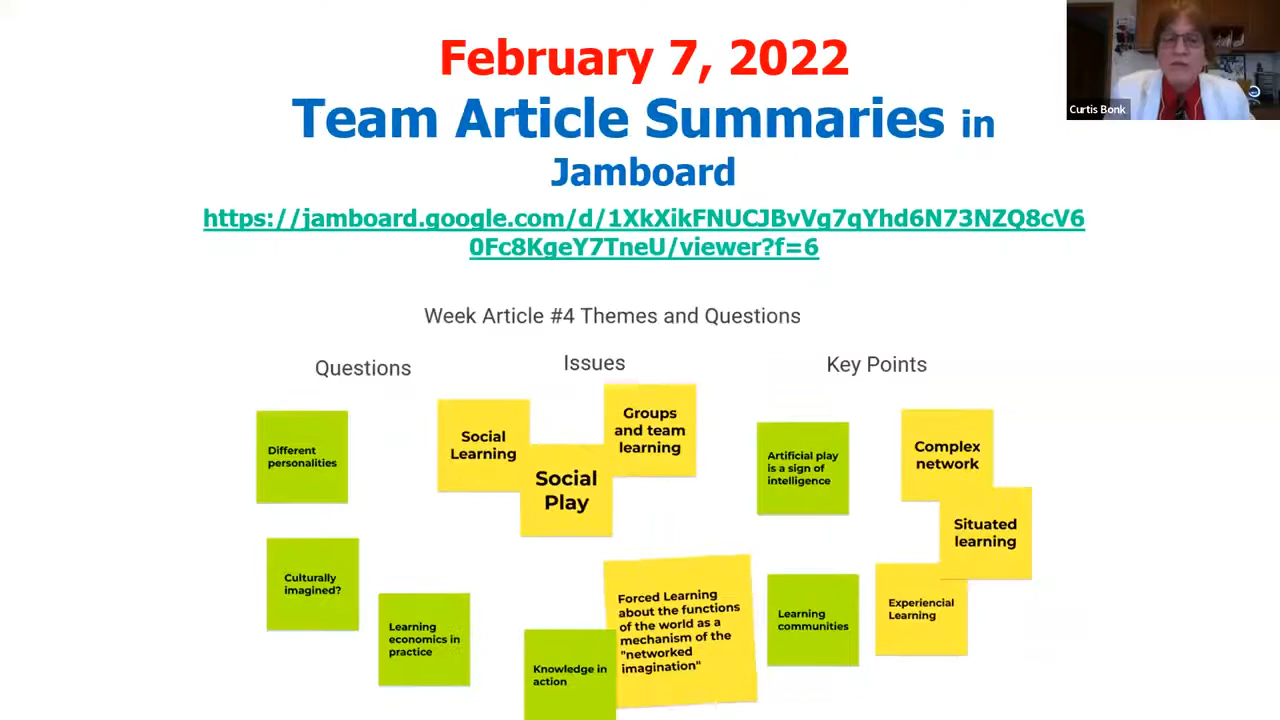 February 7, 2022
Team Article Summaries in
Jamboard
https://jamboard.google.com/d/1XkXikFNUCJBvVg7qYhd6N73NZQ8cV6
0Fc8KgeY7TneU/viewer?f=6
Curtis Bonk
Week Article #4 Themes and Questions
Questions
Issues
Key Points
Different
personalities
Culturally
imagined?
Learning
economics in
practice
Social
Learning
Social
Play
Groups
and team
learning
Knowledge in
action
Forced Learning
about the functions
of the world as a
mechanism of the
"networked
imagination"
Artificial play
is a sign of
intelligence
Complex
network
Situated
learning
Learning
communities
Experiencial
Learning